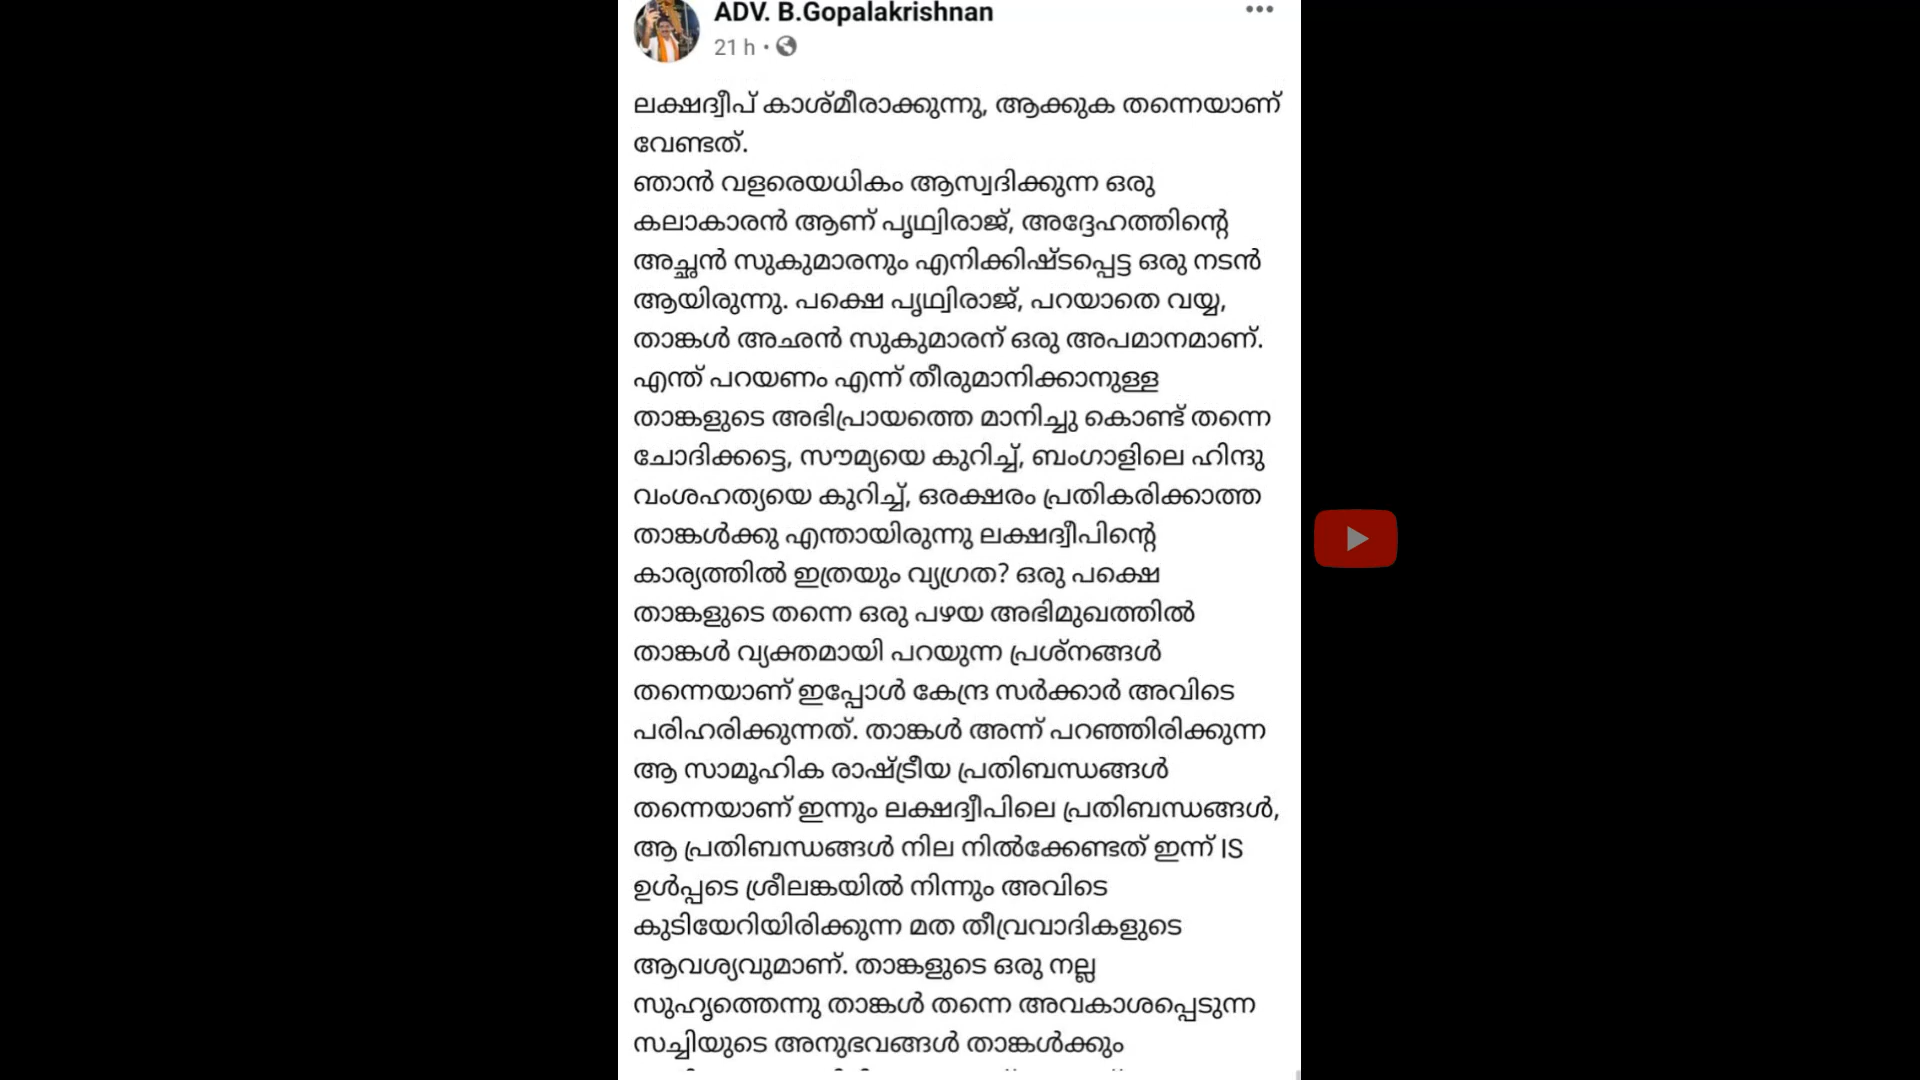 ADV. B.Gopalakrishnan
21 h •
ലക്ഷദ്വീപ് കാശ്മീരാക്കുന്നു, ആക്കുക തന്നെയാണ്
വേണ്ടത്.
ഞാൻ വളരെയധികം ആസ്വദിക്കുന്ന ഒരു
കലാകാരൻ ആണ് പൃഥ്വിരാജ്, അദ്ദേഹത്തിന്റെ
അച്ഛൻ സുകുമാരനും എനിക്കിഷ്ടപ്പെട്ട ഒരു നടൻ
ആയിരുന്നു. പക്ഷെ പൃഥ്വിരാജ്, പറയാതെ വയ്യ,
താങ്കൾ അഛൻ സുകുമാരന് ഒരു അപമാനമാണ്.
എന്ത് പറയണം എന്ന് തീരുമാനിക്കാനുള്ള
താങ്കളുടെ അഭിപ്രായത്തെ മാനിച്ചു കൊണ്ട് തന്നെ
ചോദിക്കട്ടെ, സൗമ്യയെ കുറിച്ച്, ബംഗാളിലെ ഹിന്ദു
വംശഹത്യയെ കുറിച്ച്, ഒരക്ഷരം പ്രതികരിക്കാത്ത
താങ്കൾക്കു എന്തായിരുന്നു ലക്ഷദ്വീപിന്റെ
കാര്യത്തിൽ ഇത്രയും വ്യഗ്രത? ഒരു പക്ഷെ
താങ്കളുടെ തന്നെ ഒരു പഴയ അഭിമുഖത്തിൽ
താങ്കൾ വ്യക്തമായി പറയുന്ന പ്രശ്നങ്ങൾ
തന്നെയാണ് ഇപ്പോൾ കേന്ദ്ര സർക്കാർ അവിടെ
പരിഹരിക്കുന്നത്. താങ്കൾ അന്ന് പറഞ്ഞിരിക്കുന്ന
ആ സാമൂഹിക രാഷ്ട്രീയ പ്രതിബന്ധങ്ങൾ
തന്നെയാണ് ഇന്നും ലക്ഷദ്വീപിലെ പ്രതിബന്ധങ്ങൾ,
ആ പ്രതിബന്ധങ്ങൾ നില നിൽക്കേണ്ടത് ഇന്ന് IS
ഉൾപ്പടെ ശ്രീലങ്കയിൽ നിന്നും അവിടെ
കുടിയേറിയിരിക്കുന്ന മത തീവ്രവാദികളുടെ
ആവശ്യവുമാണ്. താങ്കളുടെ ഒരു നല്ല
സുഹൃത്തെന്നു താങ്കൾ തന്നെ അവകാശപ്പെടുന്ന
സച്ചിയുടെ അനുഭവങ്ങൾ താങ്കൾക്കും